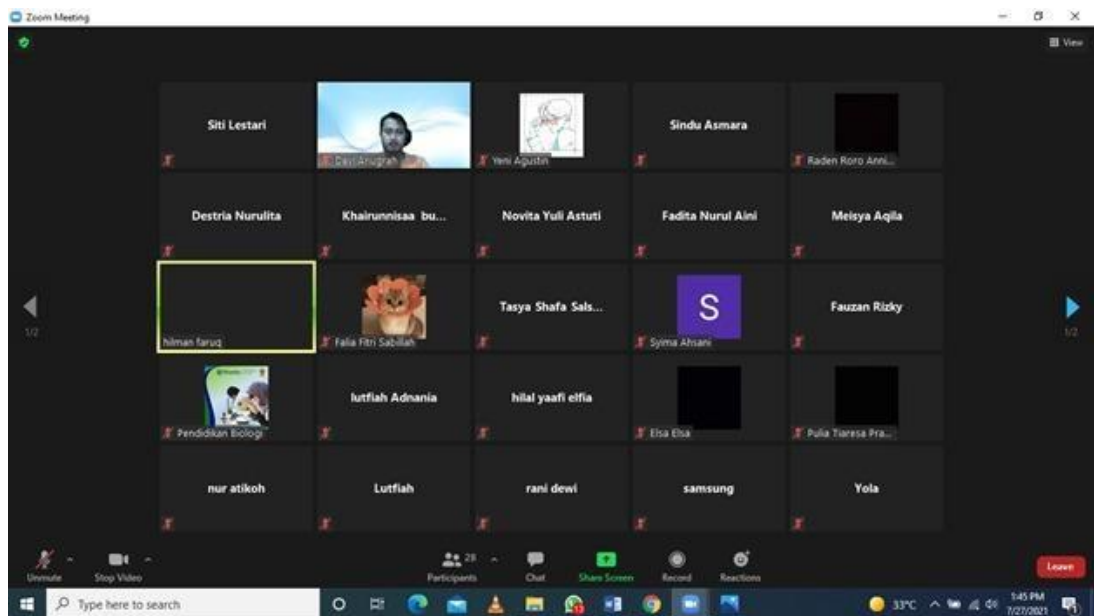 Zoom Meeting
View
Siti Lestari
Davi Anugrah
Yeni Agustin
Sindu Asmara
Raden Roro Anni...
Destria Nurulita
Khairunnisaa bu...
Novita Yuli Astuti
Fadita Nurul Aini
Meisya Aqila
1/2
hilman faruq
Falia Fitri Sabillah
Tasya Shafa Sals...
S
Syima Ahsani
Fauzan Rizky
1/2
Pendidikan Biologi
lutfiah Adnania
hilal yaafi elfia
Elsa Elsa
Pulia Tiaresa Pra...
nur atikoh
Lutfiah
rani dewi
samsung
Yola
Unmute
Stop Video
28
Participants
Chat
Share Screen
Record
Reactions
Leave
Type here to search
33°C
1:45 PM
7/27/2021